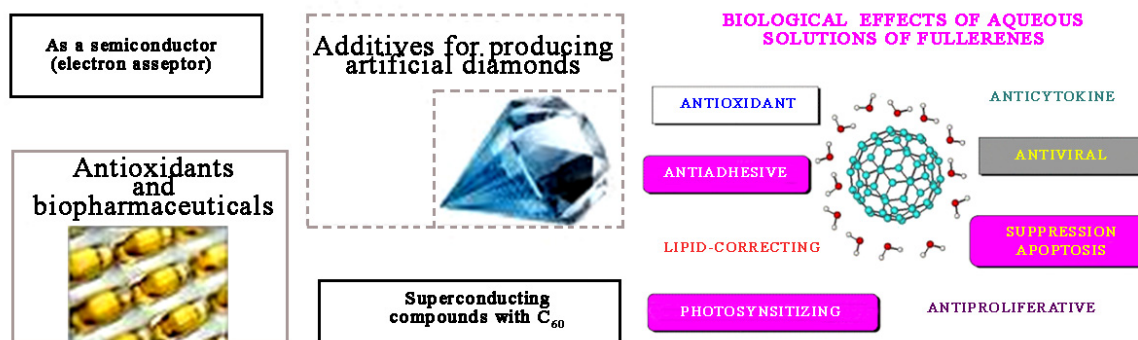 As a semiconductor
(electron asseptor)
Antioxidants
and
biopharmaceuticals
Additives for producing
artificial diamonds
Superconducting
compounds with C₆₀
BIOLOGICAL EFFECTS OF AQUEOUS
SOLUTIONS OF FULLERENES
ANTIOXIDANT
ANTICYTOKINE
ANTIADHESIVE
ANTIVIRAL
LIPID-CORRECTING
SUPPRESSION
APOPTOSIS
PHOTOSYNSITIZING
ANTIPROLIFERATIVE